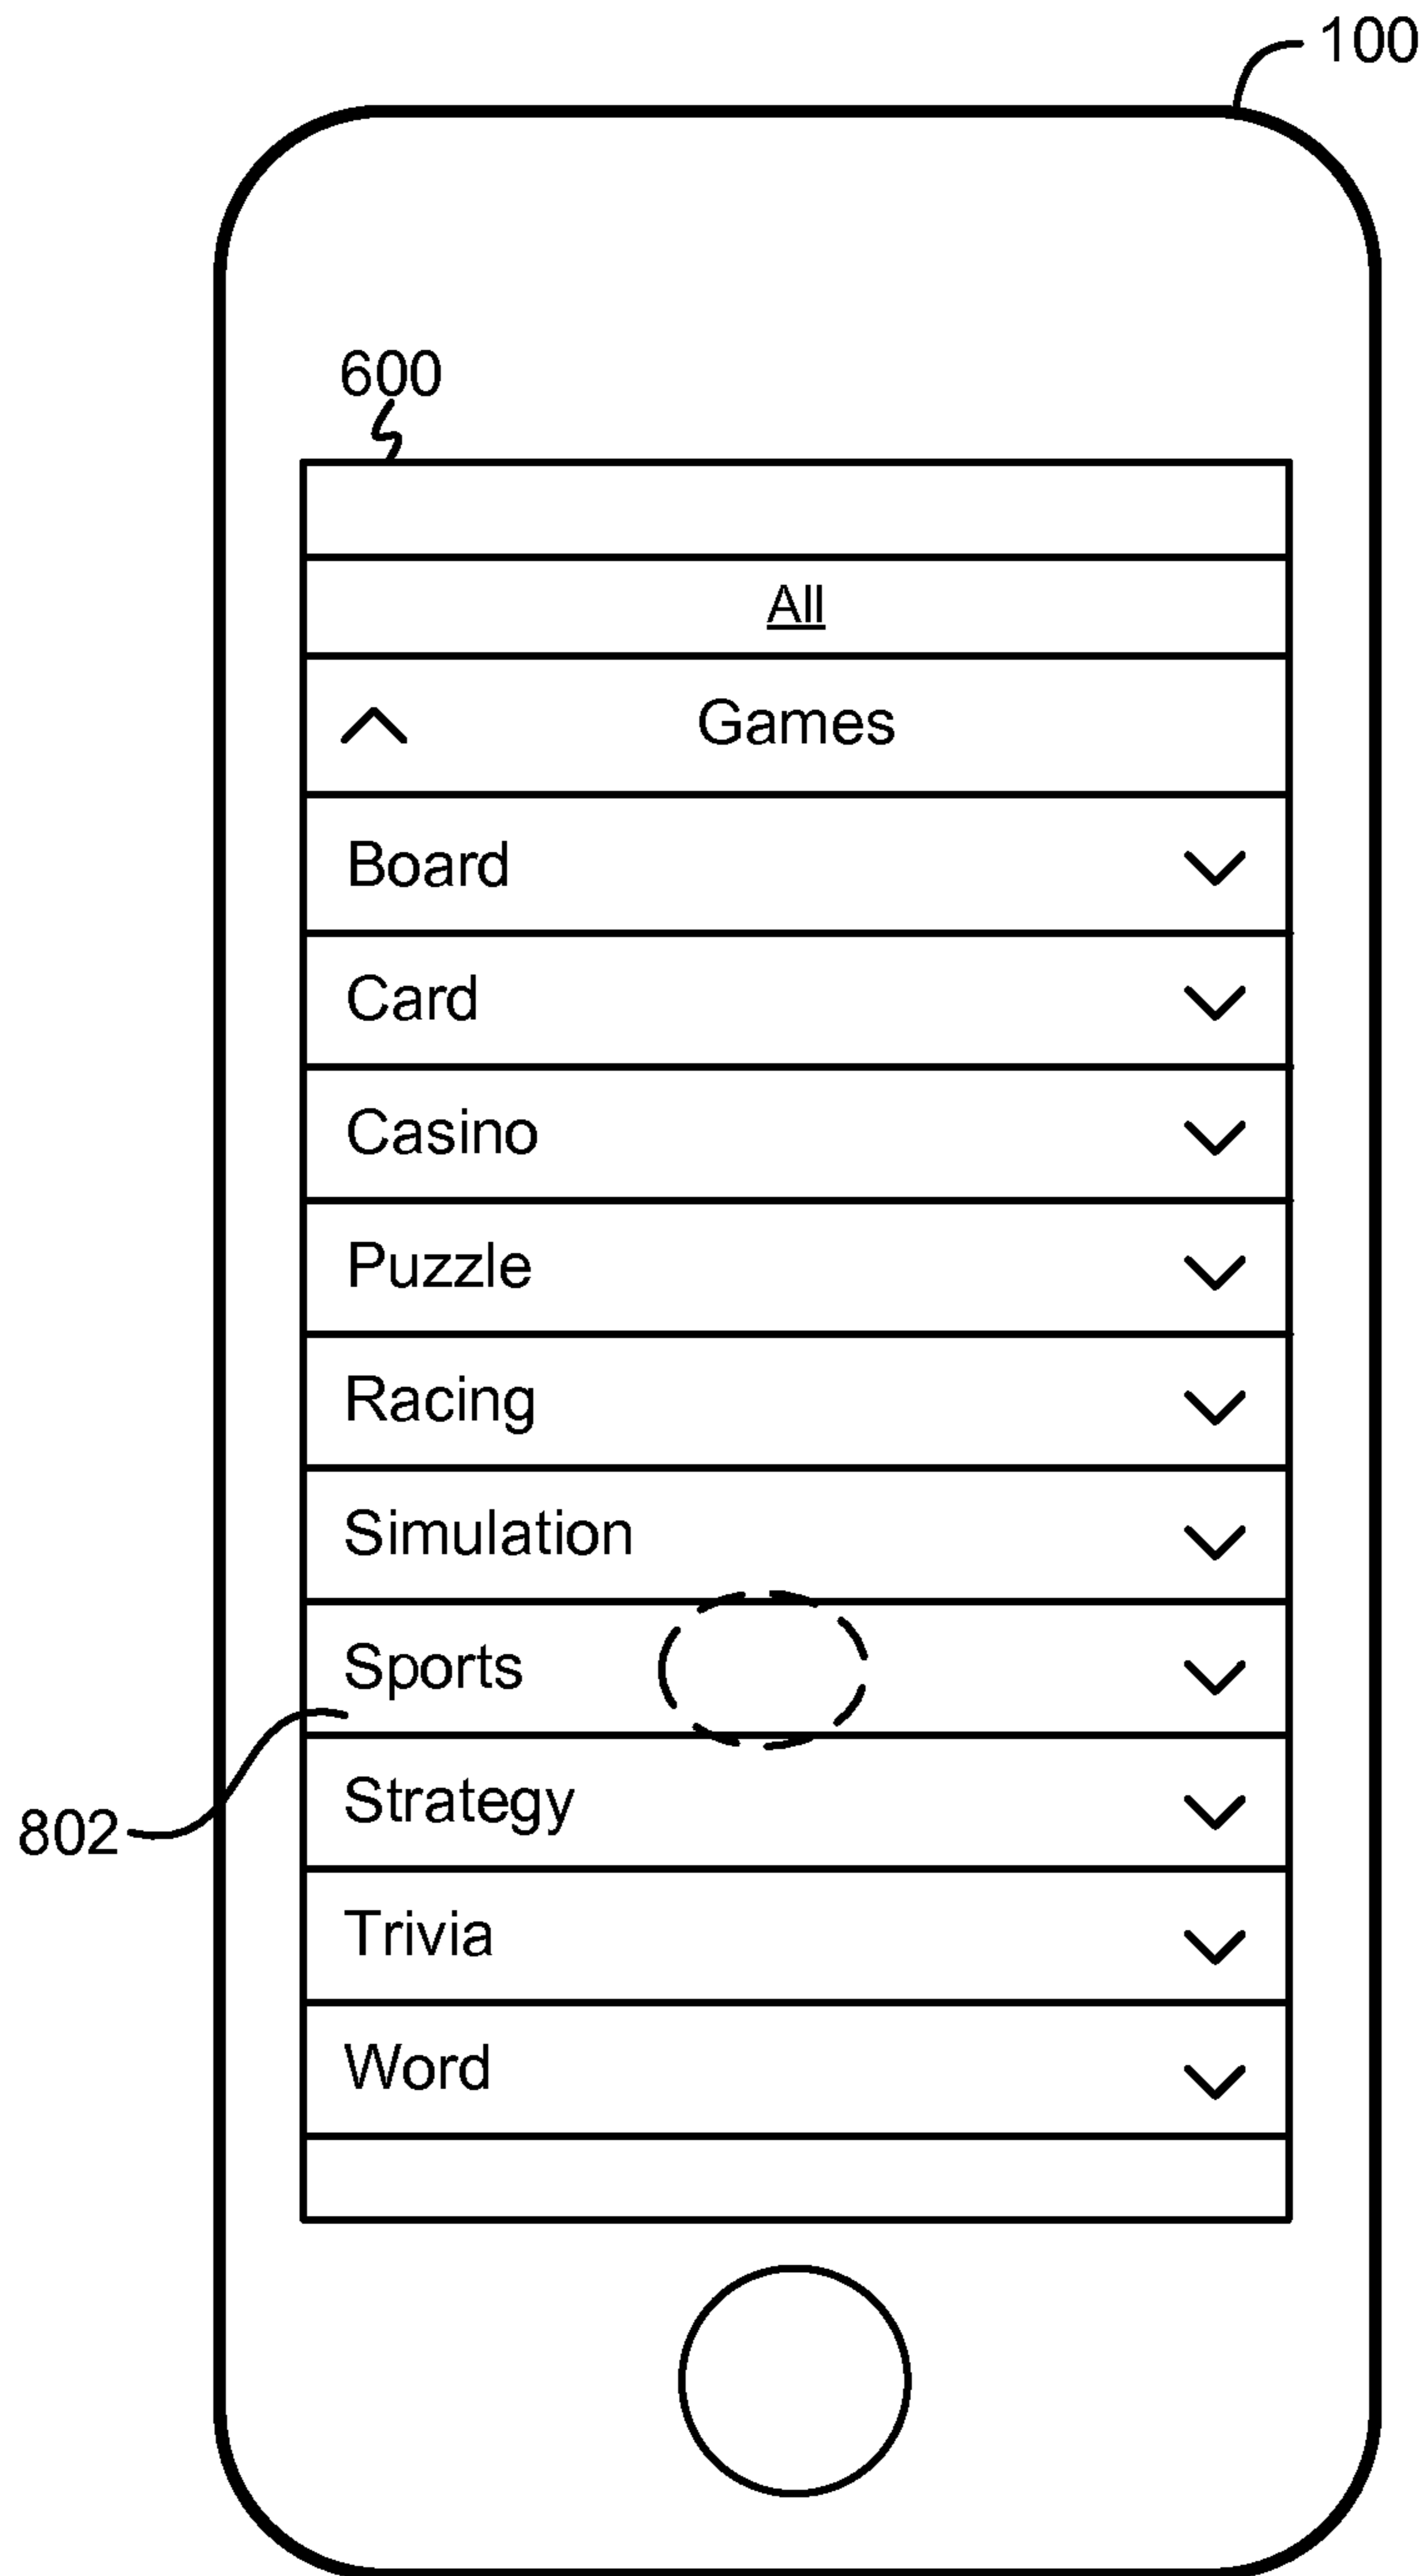 100
600
All
Games
Board
Card
Casino
Puzzle
Racing
Simulation
Sports
802
Strategy
Trivia
Word